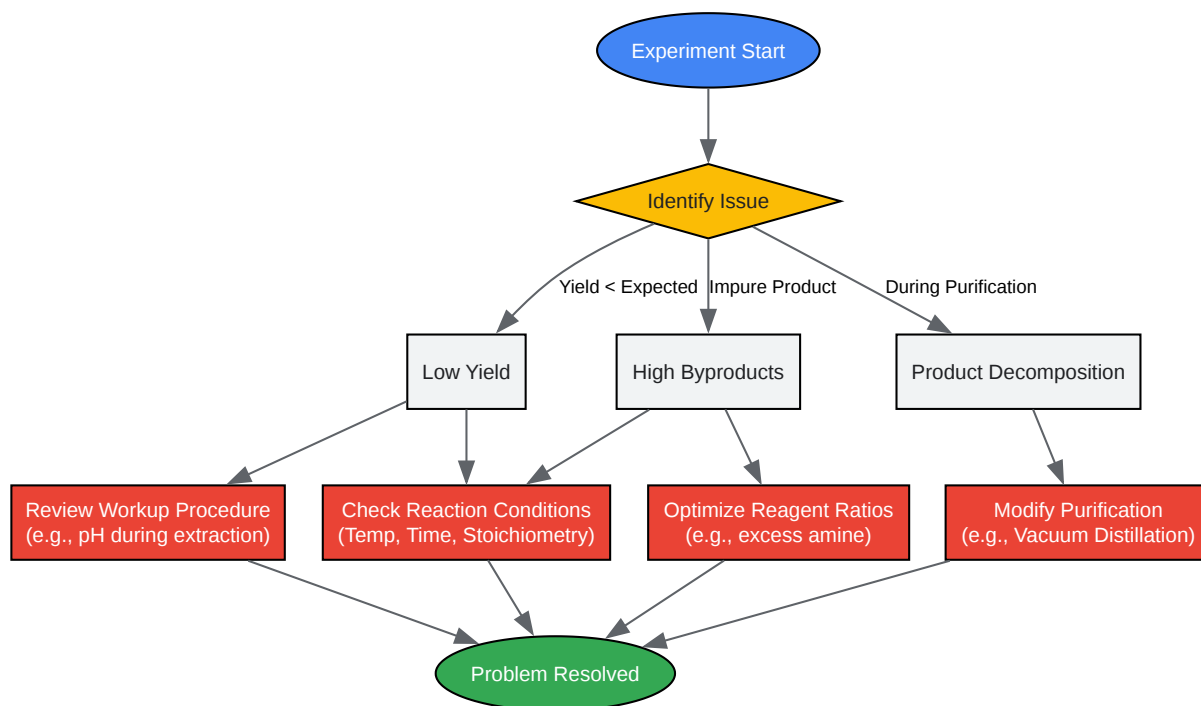 Experiment Start
Identify Issue
Yield < Expected
Impure Product
During Purification
Low Yield
High Byproducts
Product Decomposition
Review Workup Procedure
(e.g., pH during extraction)
Check Reaction Conditions
(Temp, Time, Stoichiometry)
Optimize Reagent Ratios
(e.g., excess amine)
Modify Purification
(e.g., Vacuum Distillation)
Problem Resolved